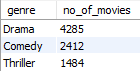 genre no_of_movies
Drama 4285
Comedy 2412
Thriller 1484